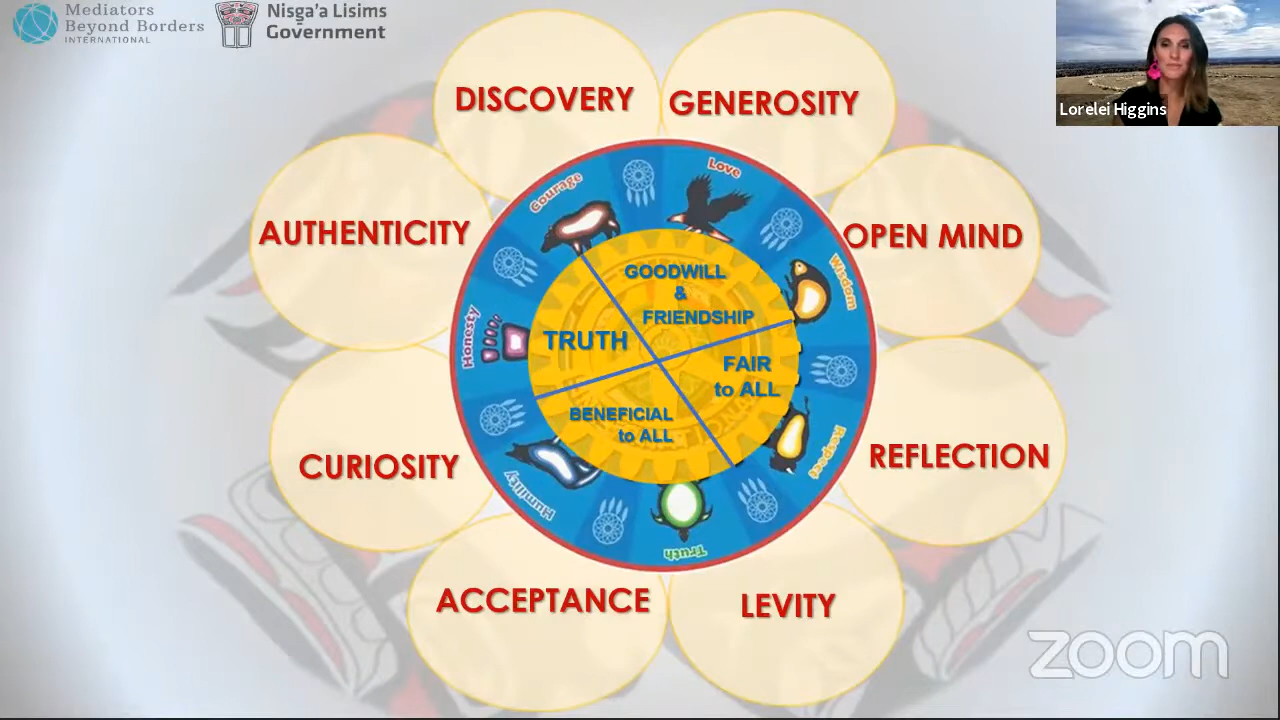 Mediators
Beyond Borders
INTERNATIONAL
Nisga'a Lisims
Government
Lorelei Higgins
DISCOVERY
GENEROSITY
AUTHENTICITY
OPEN MIND
CURIOSITY
REFLECTION
ACCEPTANCE
LEVITY
Courage
Love
Wisdom
Honesty
Respect
Humility
Truth
GOODWILL
&
FRIENDSHIP
TRUTH
FAIR
to ALL
BENEFICIAL
to ALL
zoom